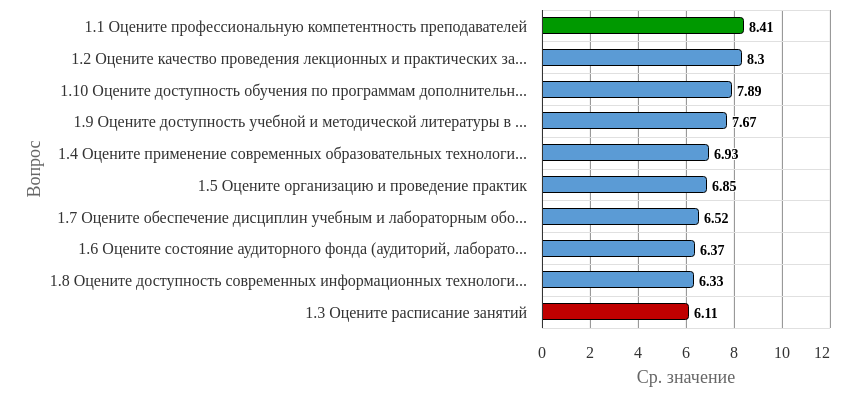 1.1 Оцените профессиональную компетентность преподавателей 8.41
1.2 Оцените качество проведения лекционных и практических за... 8.3
1.10 Оцените доступность обучения по программам дополнительн... 7.89
1.9 Оцените доступность учебной и методической литературы в ... 7.67
1.4 Оцените применение современных образовательных технологи... 6.93
1.5 Оцените организацию и проведение практик 6.85
1.7 Оцените обеспечение дисциплин учебным и лабораторным обо... 6.52
1.6 Оцените состояние аудиторного фонда (аудиторий, лаборато... 6.37
1.8 Оцените доступность современных информационных технологи... 6.33
1.3 Оцените расписание занятий 6.11
Вопрос
0 2 4 6 8 10 12
Ср. значение